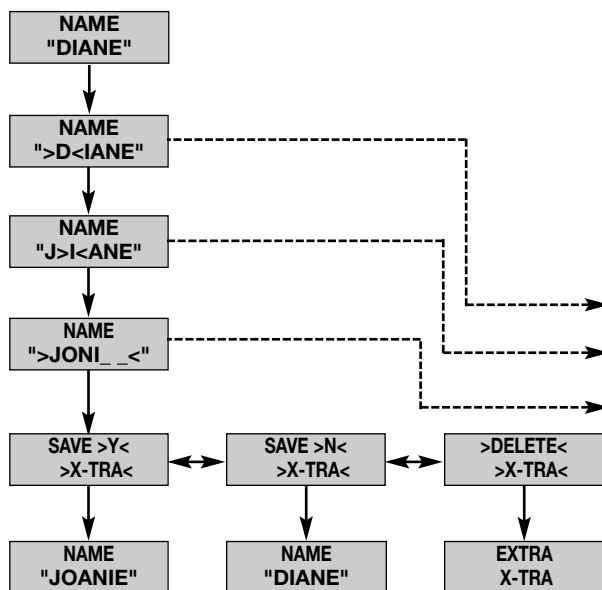 NAME
"DIANE"
NAME
">D<IANE"
NAME
"J>I<ANE"
NAME
">JONI_ _<"
SAVE >Y<
>X-TRA<
SAVE >N<
>X-TRA<
>DELETE<
>X-TRA<
NAME
"JOANIE"
NAME
"DIANE"
EXTRA
X-TRA